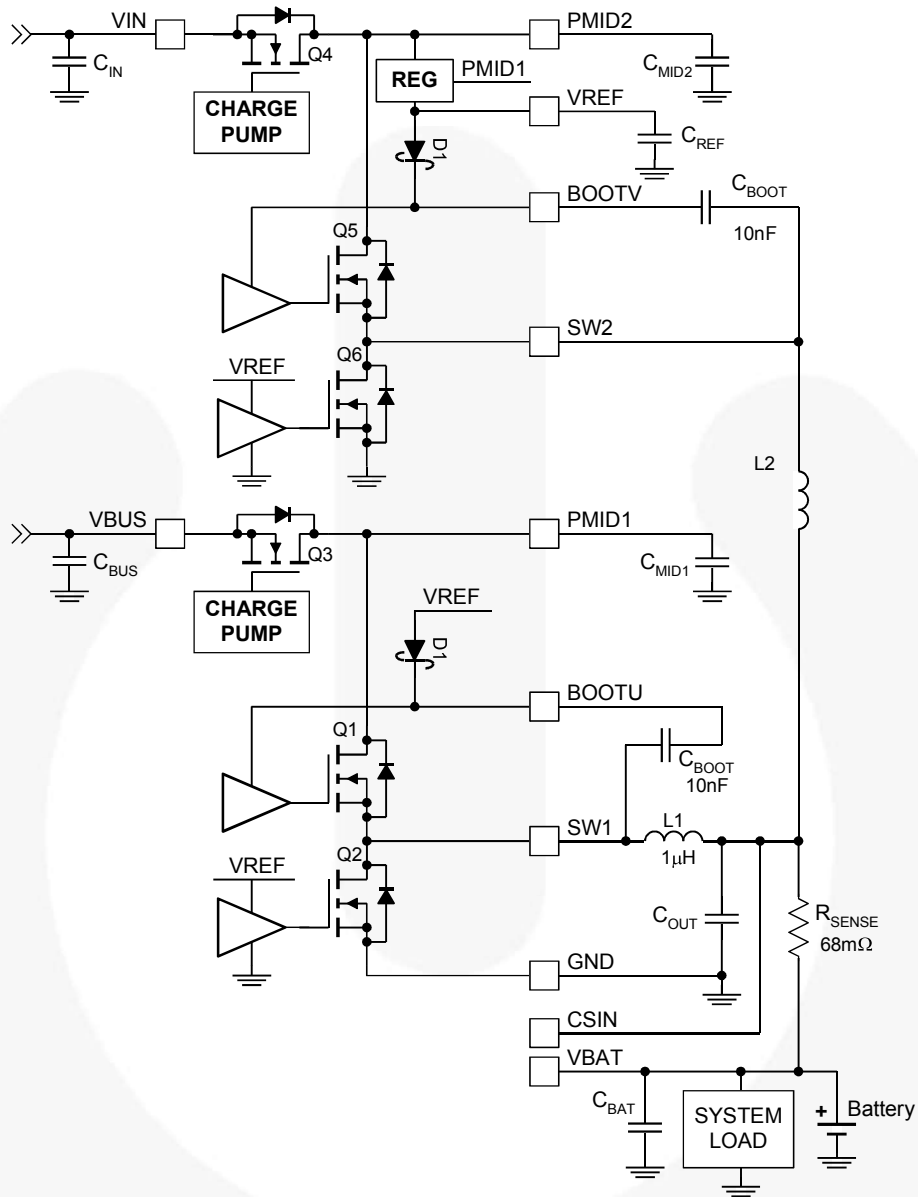 VIN
Q4
PMID2
C_IN
CHARGE
PUMP
REG
PMID1
C_MID2
VREF
C_REF
D1
BOOTV
C_BOOT
10nF
Q5
SW2
Q6
VREF
L2
VBUS
Q3
PMID1
C_BUS
CHARGE
PUMP
C_MID1
VREF
D1
BOOTU
C_BOOT
10nF
Q1
SW1
L1
1μH
Q2
VREF
C_OUT
R_SENSE
68mΩ
GND
CSIN
VBAT
C_BAT
SYSTEM
LOAD
+
Battery